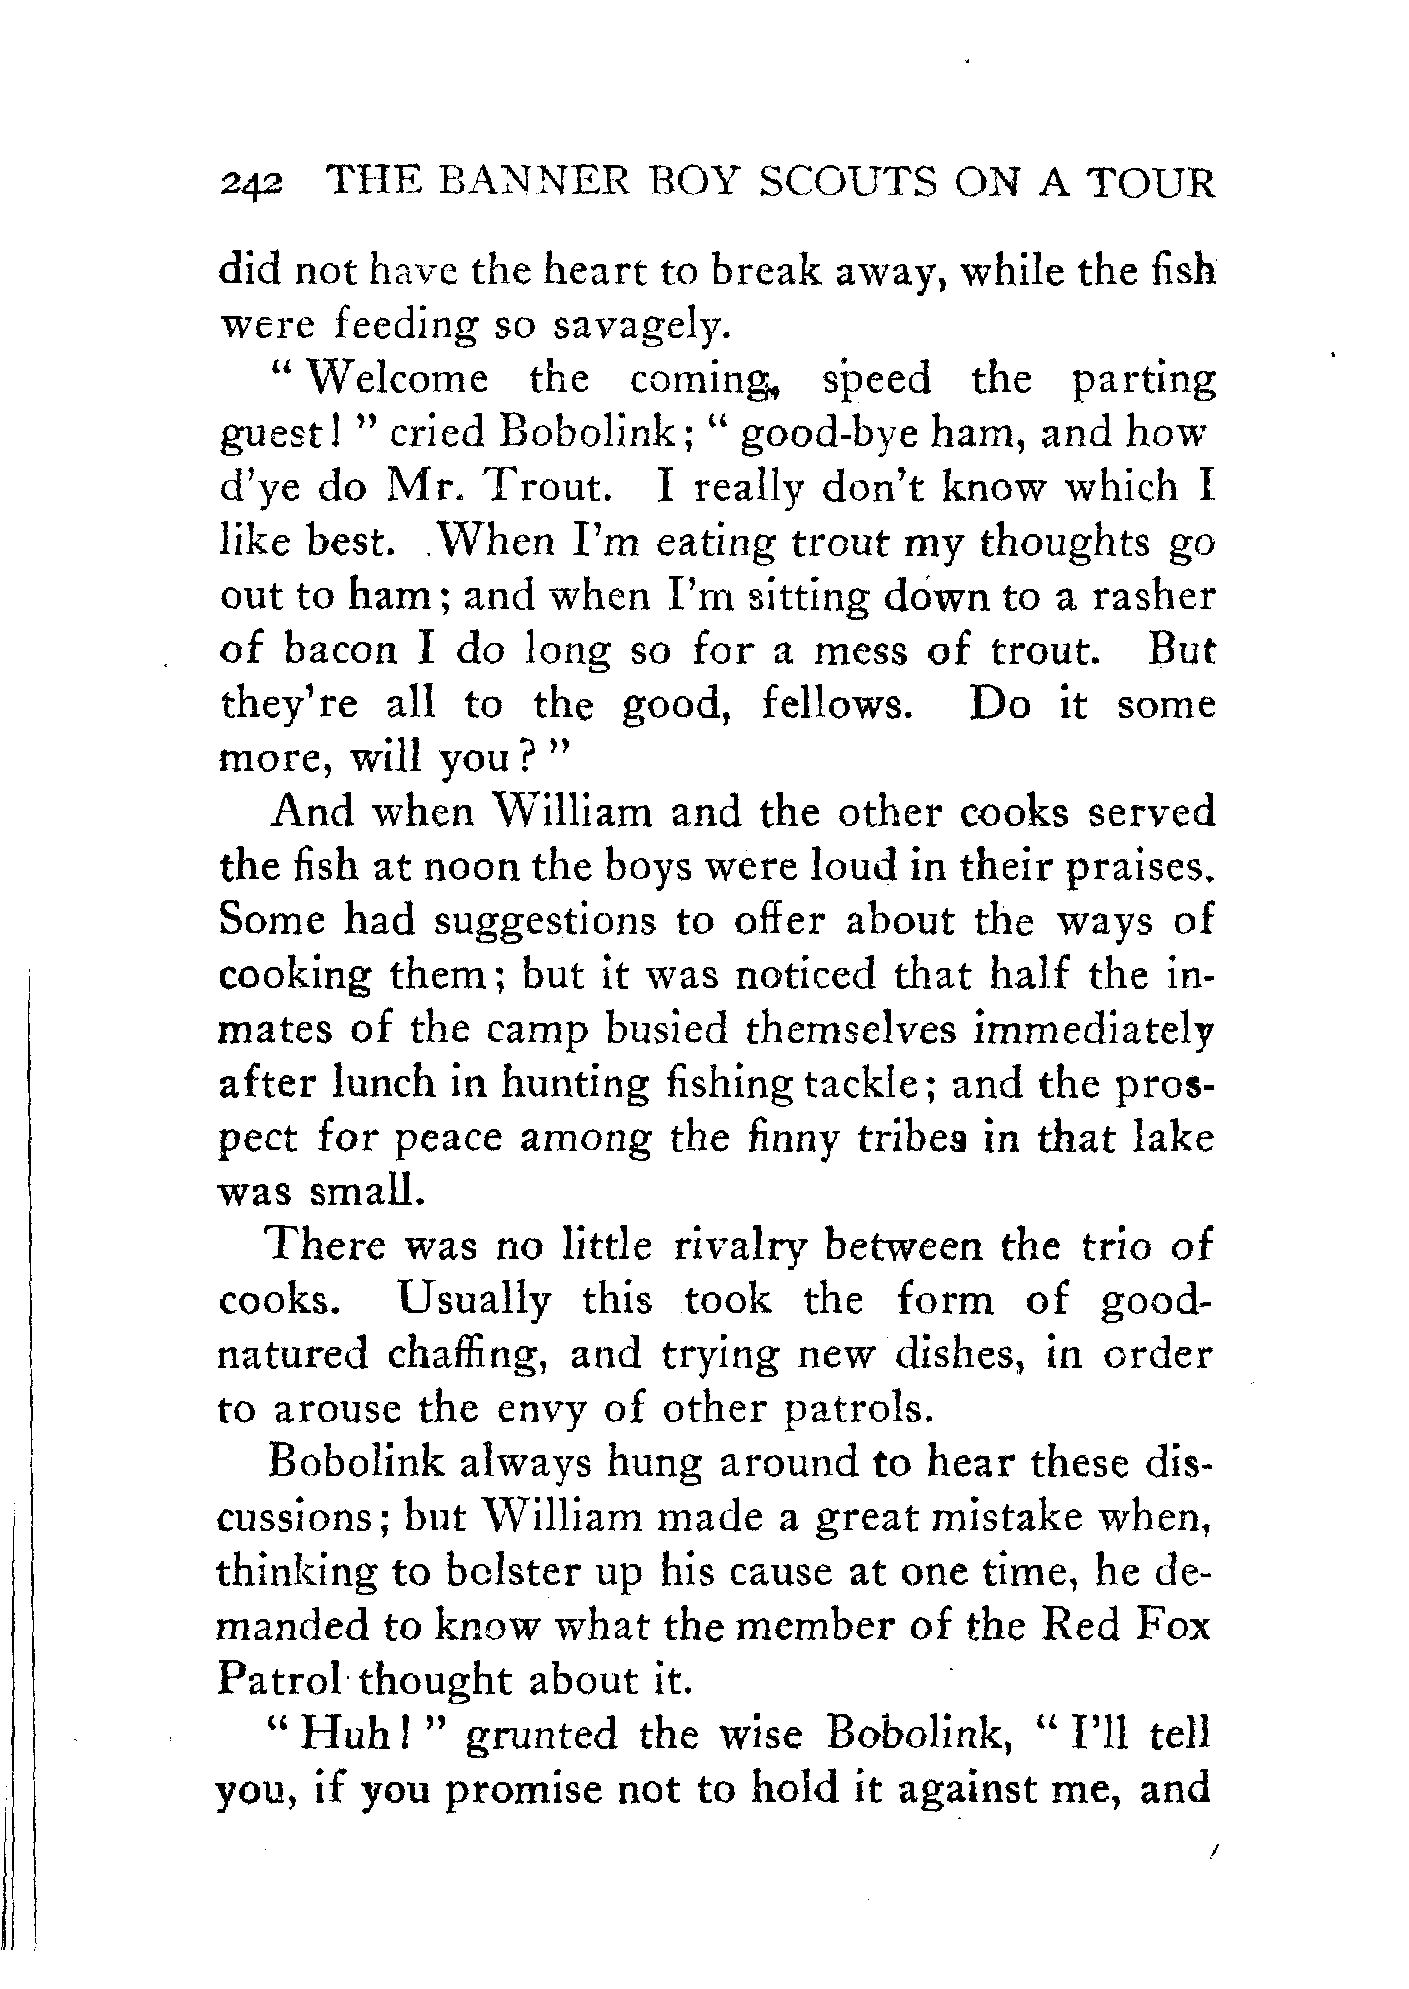 242 THE BANNER BOY SCOUTS ON A TOUR
did not have the heart to break away, while the fish
were feeding so savagely.
" Welcome the coming, speed the parting
guest! " cried Bobolink; " good-bye ham, and how
d'ye do Mr. Trout. I really don't know which I
like best. When I'm eating trout my thoughts go
out to ham; and when I'm sitting down to a rasher
of bacon I do long so for a mess of trout. But
they're all to the good, fellows. Do it some
more, will you? "
And when William and the other cooks served
the fish at noon the boys were loud in their praises.
Some had suggestions to offer about the ways of
cooking them; but it was noticed that half the in-
mates of the camp busied themselves immediately
after lunch in hunting fishing tackle; and the pros-
pect for peace among the finny tribes in that lake
was small.
There was no little rivalry between the trio of
cooks. Usually this took the form of good-
natured chaffing, and trying new dishes, in order
to arouse the envy of other patrols.
Bobolink always hung around to hear these dis-
cussions; but William made a great mistake when,
thinking to bolster up his cause at one time, he de-
manded to know what the member of the Red Fox
Patrol thought about it.
" Huh! " grunted the wise Bobolink, " I'll tell
you, if you promise not to hold it against me, and